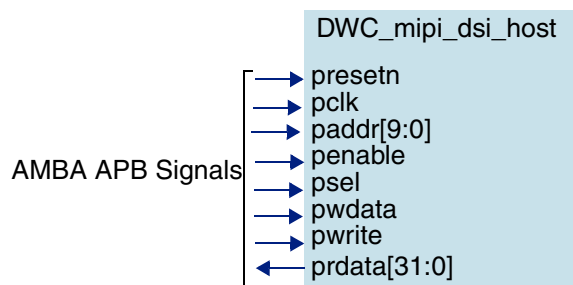 DWC_mipi_dsi_host
presetn
pclk
paddr[9:0]
penable
AMBA APB Signals
psel
pwdata
pwrite
prdata[31:0]